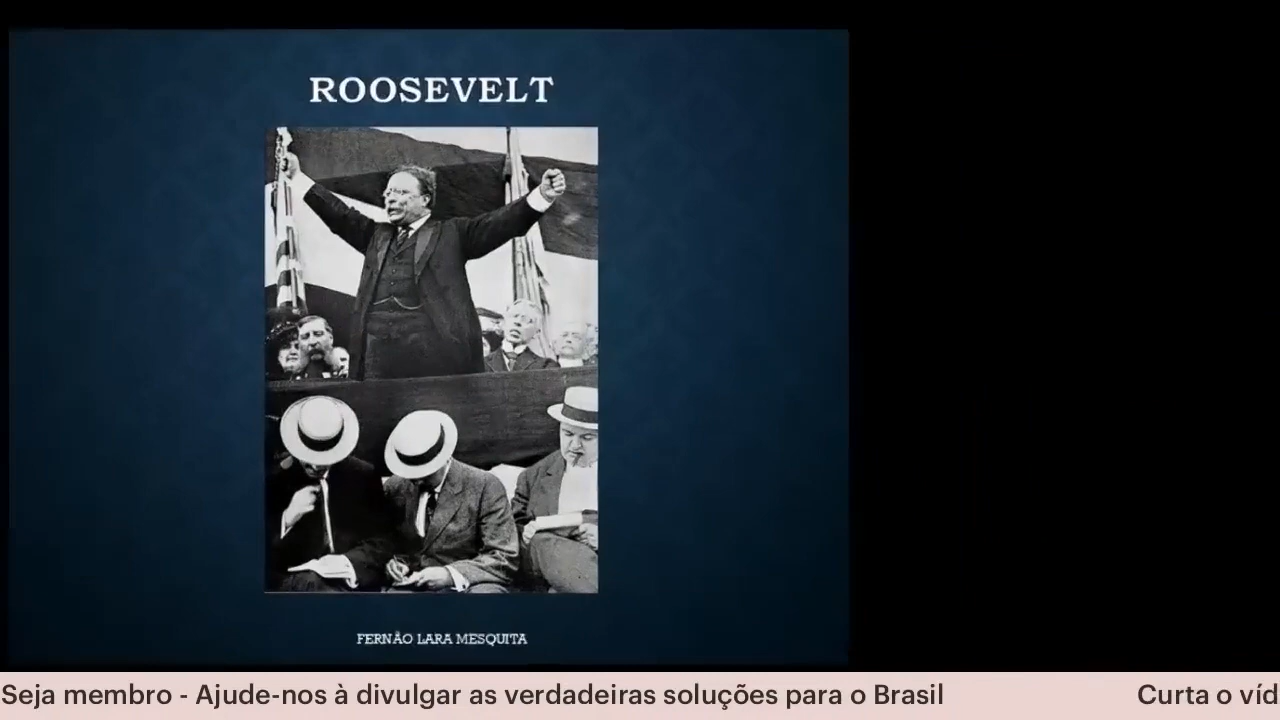 ROOSEVELT
FERNÃO LARA MESQUITA
Seja membro - Ajude-nos à divulgar as verdadeiras soluções para o Brasil
Curta o víd